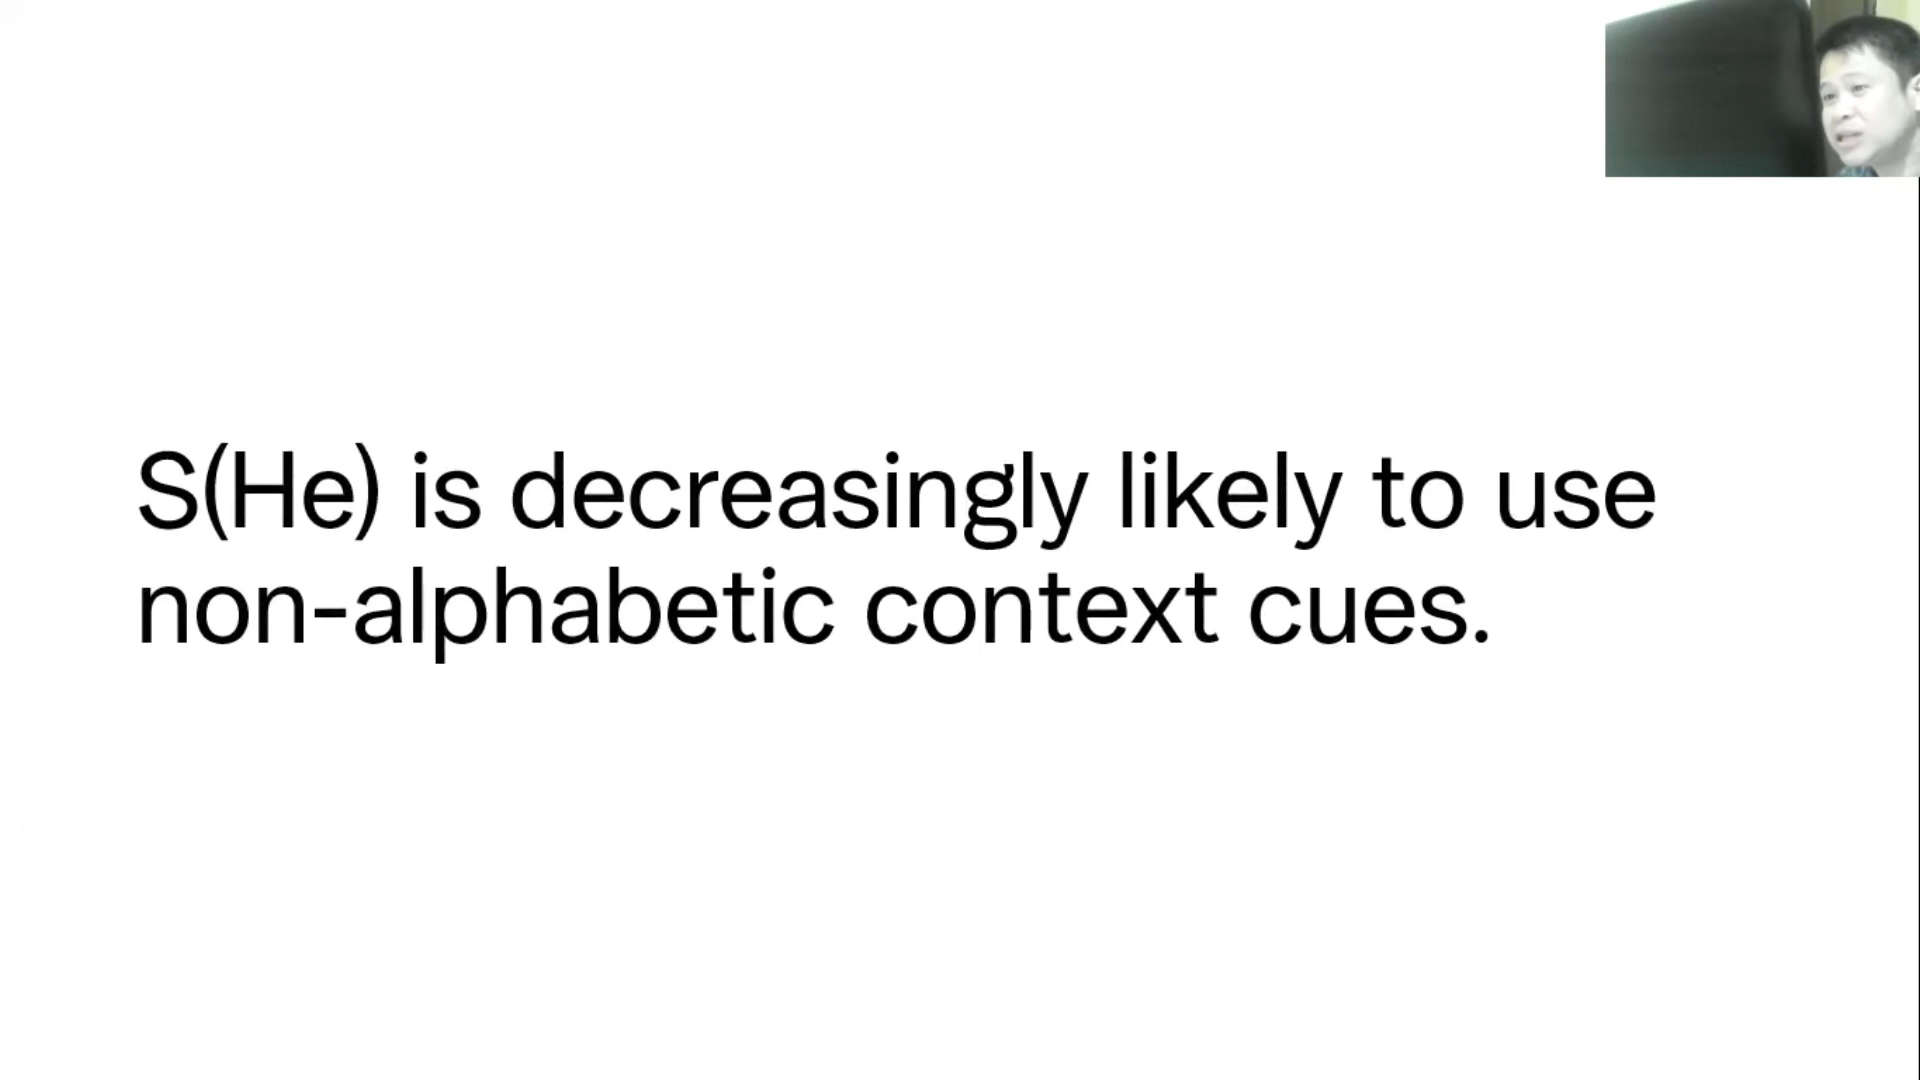 S(He) is decreasingly likely to use
non-alphabetic context cues.